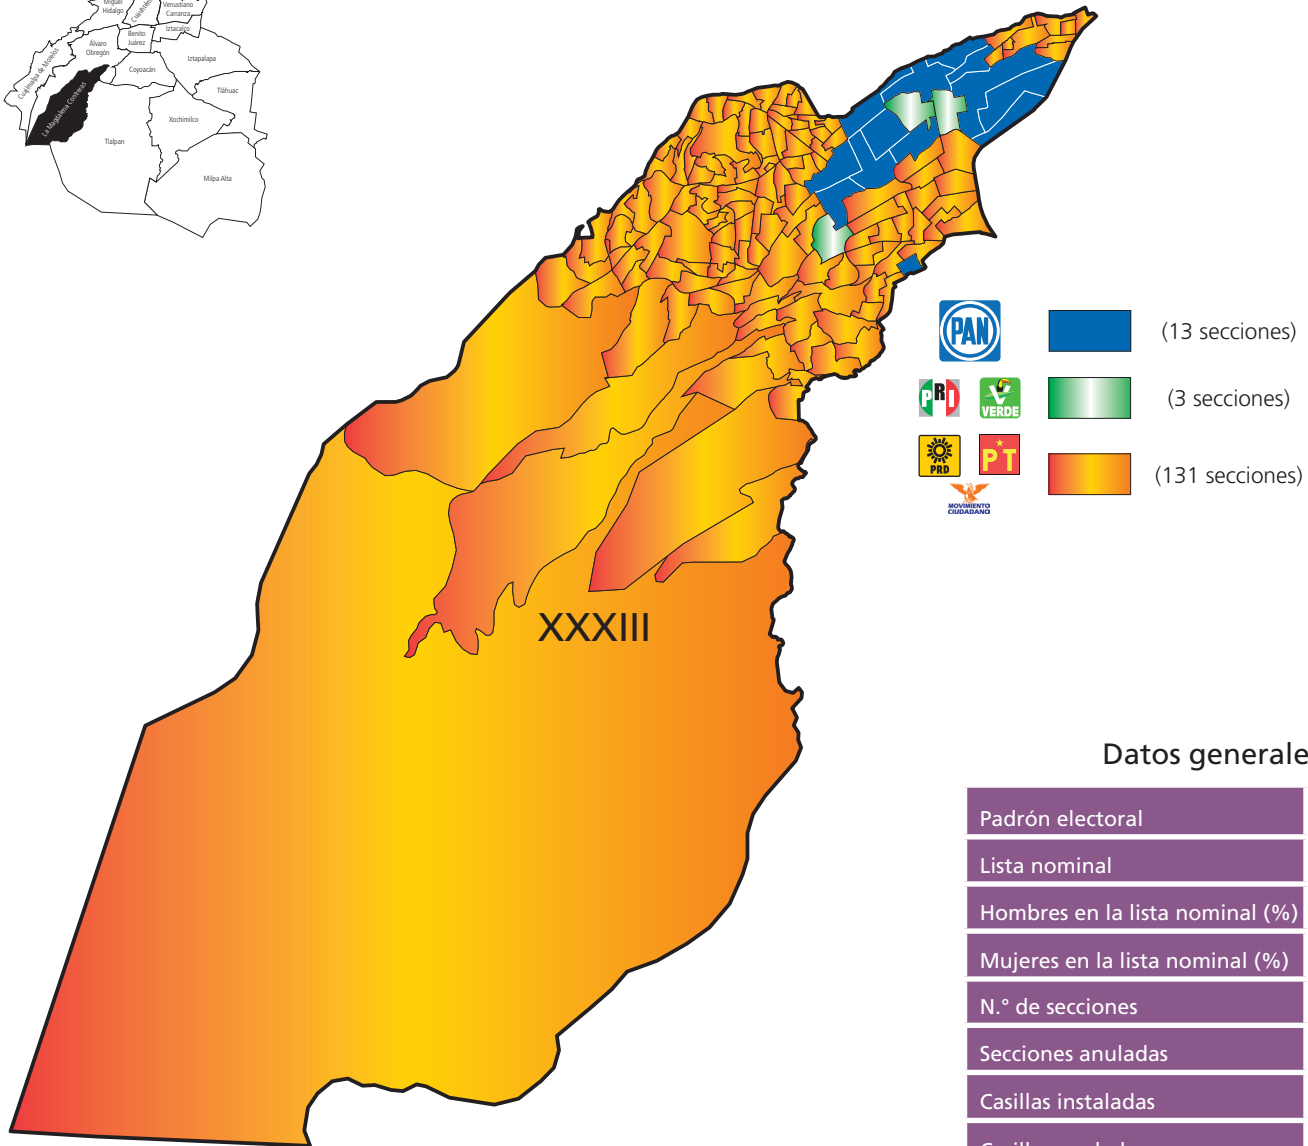 Miguel
Hidalgo
Cuauhtémoc
Venustiano
Carranza
Iztacalco
Benito
Juárez
Álvaro
Obregón
Cuajimalpa de Morelos
Coyoacán
Iztapalapa
Tláhuac
La Magdalena Contreras
Xochimilco
Tlalpan
Milpa Alta
PAN
(13 secciones)
PRI
VERDE
(3 secciones)
PRD
PT
(131 secciones)
MOVIMIENTO
CIUDADANO
XXXIII
Datos generale
Padrón electoral
Lista nominal
Hombres en la lista nominal (%)
Mujeres en la lista nominal (%)
N.° de secciones
Secciones anuladas
Casillas instaladas